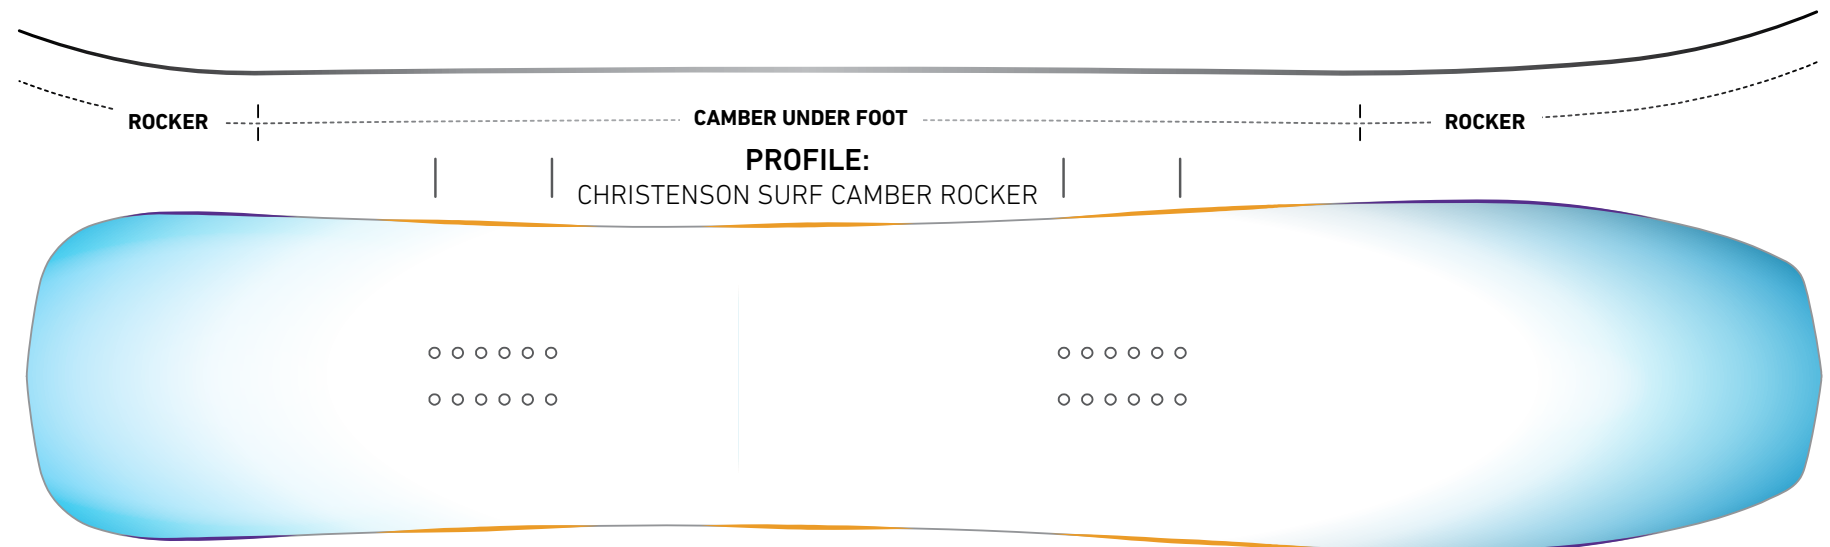 ROCKER
CAMBER UNDER FOOT
ROCKER
PROFILE:
CHRISTENSON SURF CAMBER ROCKER